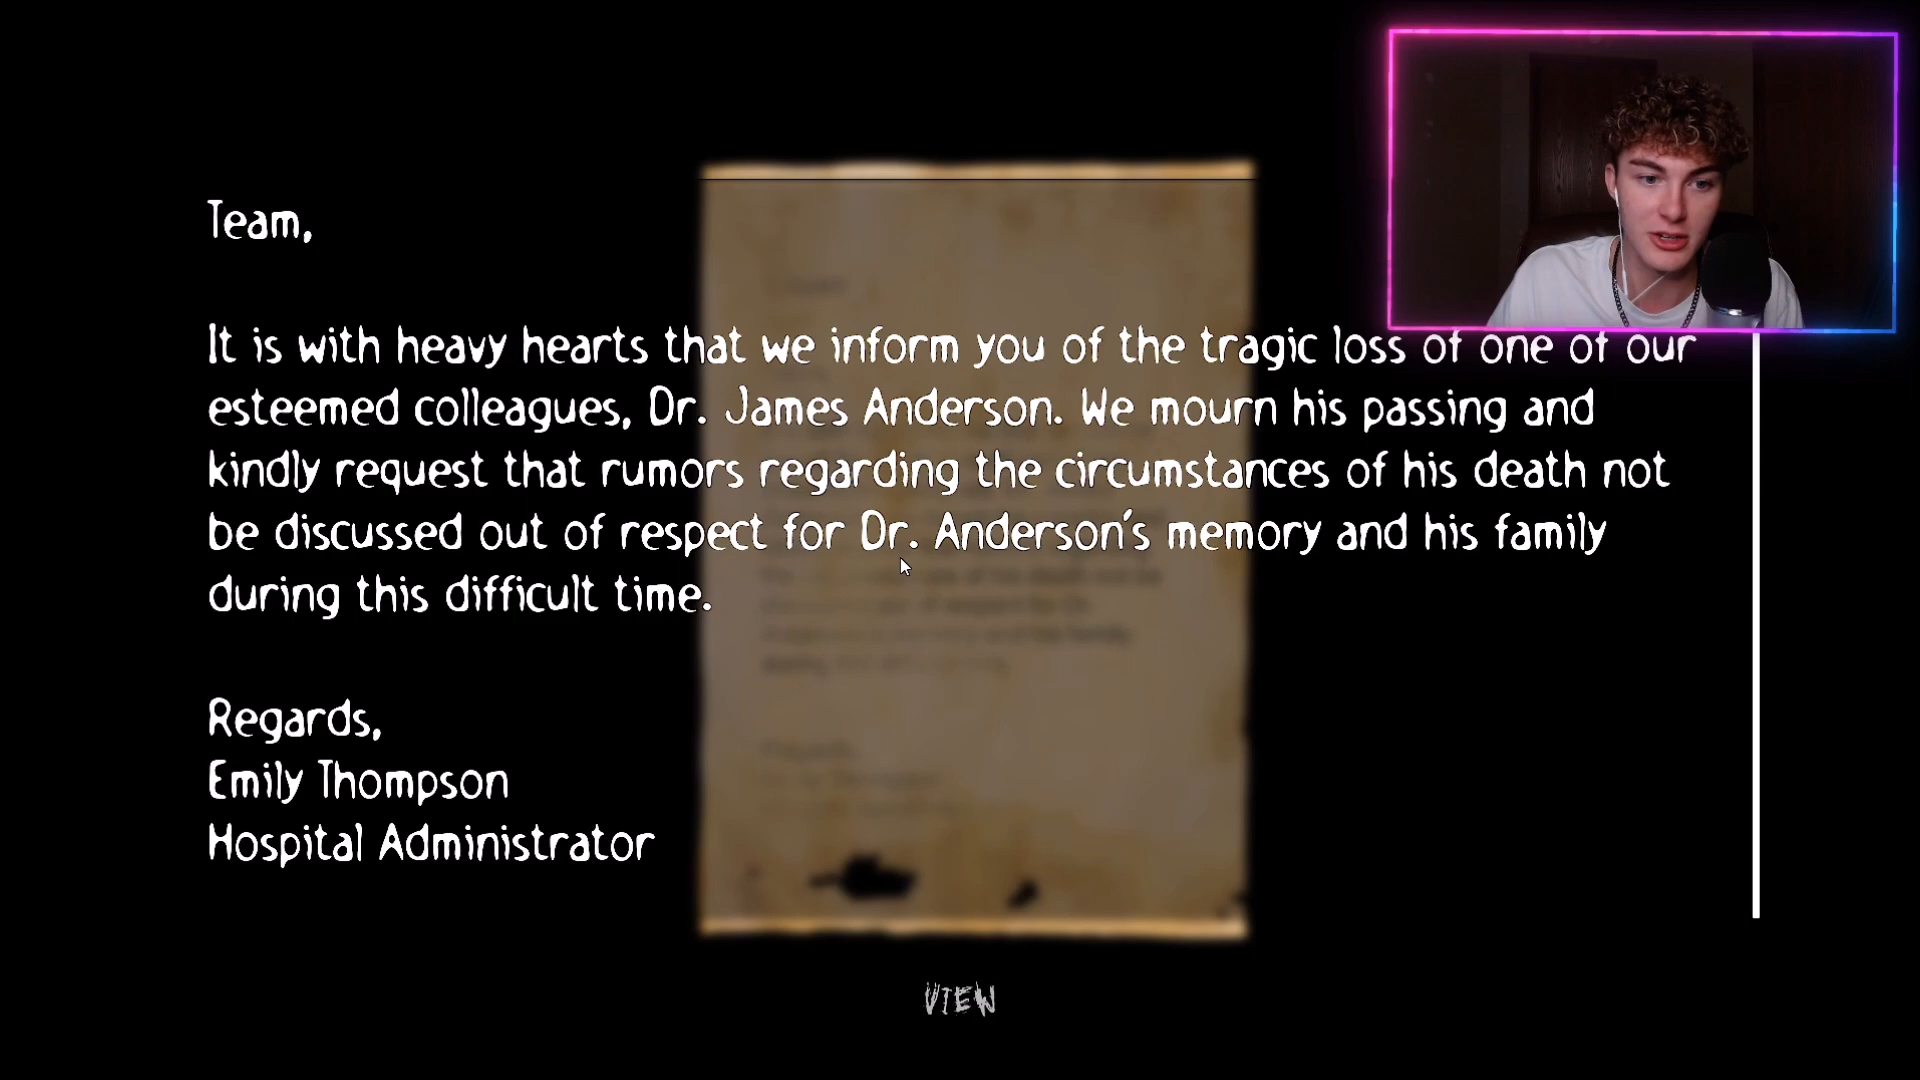 Team,
It is with heavy hearts that we inform you of the tragic loss of one of our
esteemed colleagues, Dr. James Anderson. We mourn his passing and
kindly request that rumors regarding the circumstances of his death not
be discussed out of respect for Dr. Anderson's memory and his family
during this difficult time.
Regards,
Emily Thompson
Hospital Administrator
VIEW